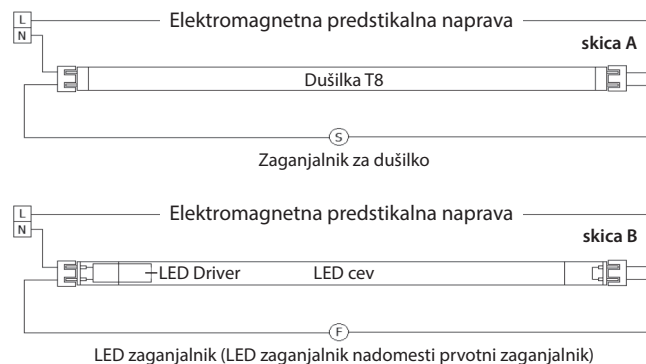 L
Elektromagnetna predstikalna naprava
N
skica A
Dušilka T8
S
Zaganjalnik za dušilko
L
Elektromagnetna predstikalna naprava
N
skica B
LED Driver
LED cev
F
LED zaganjalnik (LED zaganjalnik nadomesti prvotni zaganjalnik)